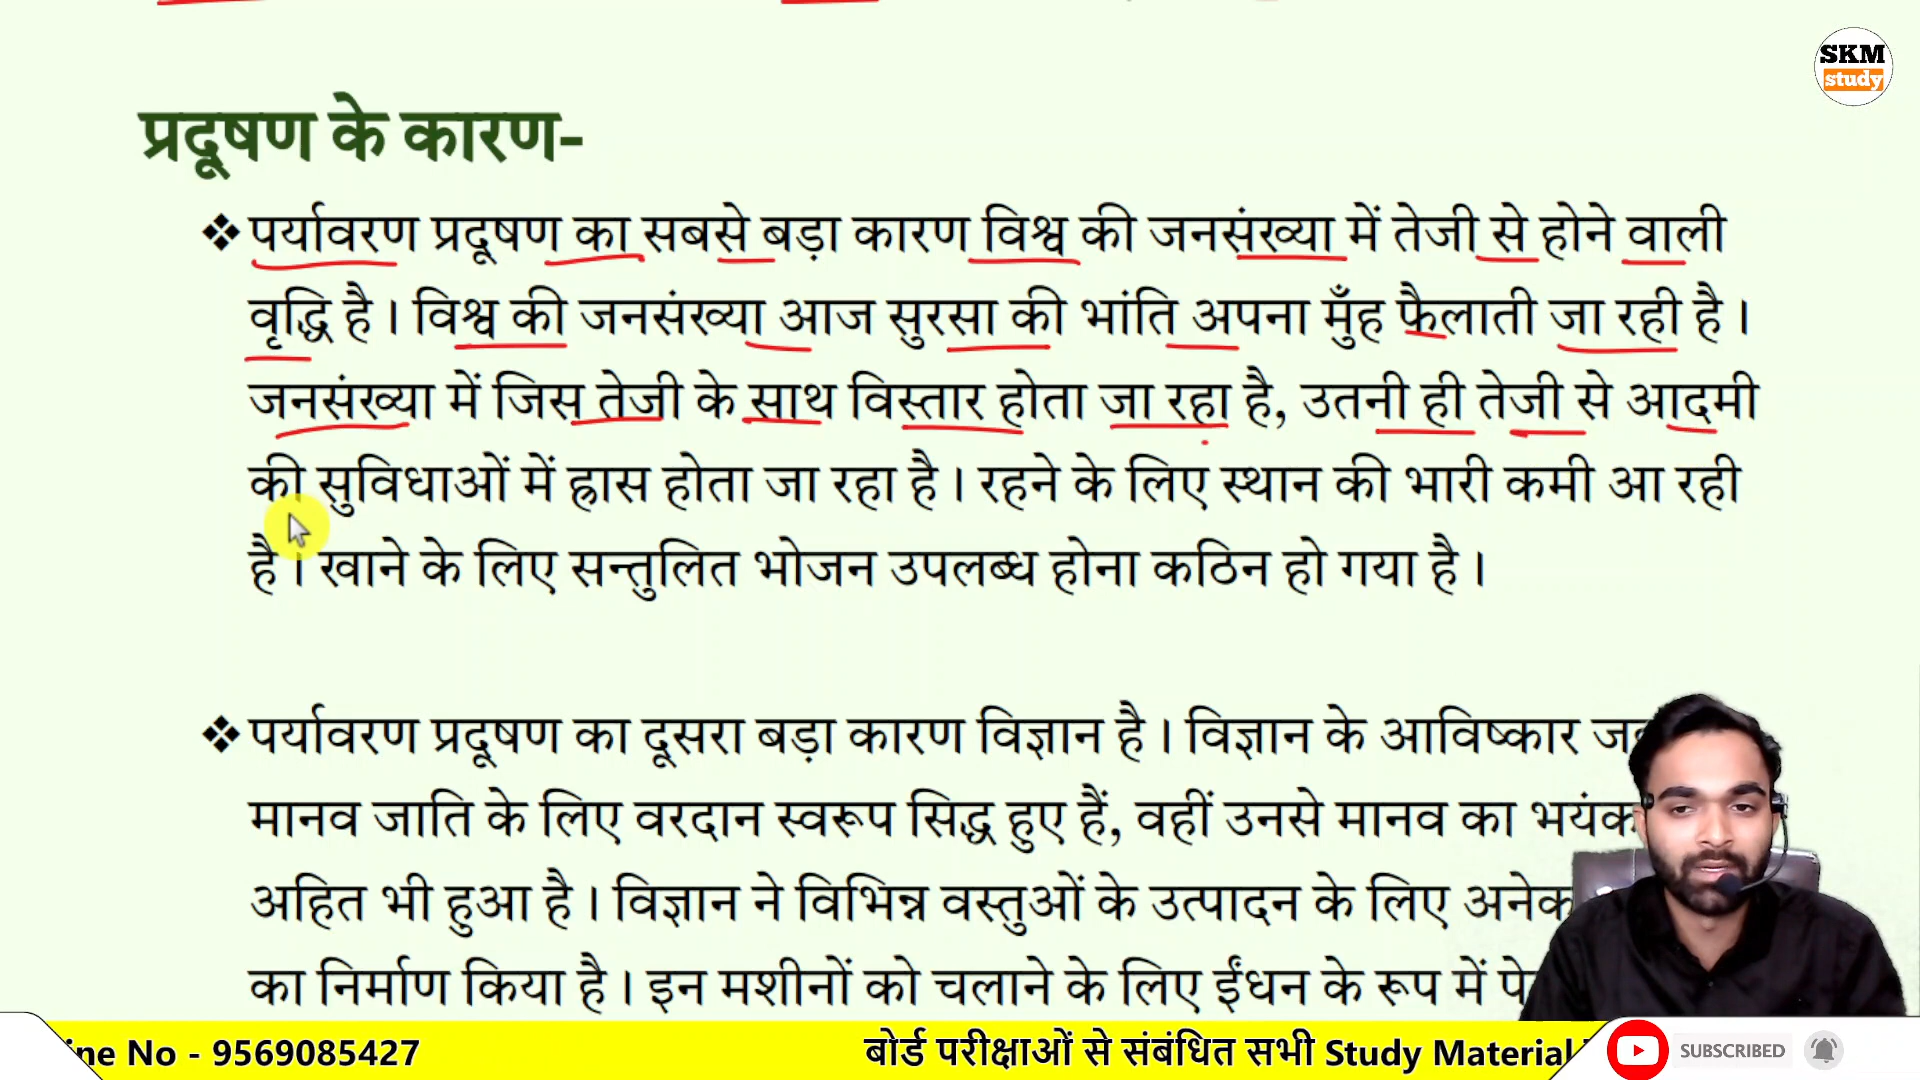 SKM
study
प्रदूषण के कारण-
❖ पर्यावरण प्रदूषण का सबसे बड़ा कारण विश्व की जनसंख्या में तेजी से होने वाली
वृद्धि है। विश्व की जनसंख्या आज सुरसा की भांति अपना मुँह फैलाती जा रही है।
जनसंख्या में जिस तेजी के साथ विस्तार होता जा रहा है, उतनी ही तेजी से आदमी
की सुविधाओं में ह्रास होता जा रहा है। रहने के लिए स्थान की भारी कमी आ रही
है। खाने के लिए सन्तुलित भोजन उपलब्ध होना कठिन हो गया है।
❖ पर्यावरण प्रदूषण का दूसरा बड़ा कारण विज्ञान है। विज्ञान के आविष्कार
मानव जाति के लिए वरदान स्वरूप सिद्ध हुए हैं, वहीं उनसे मानव का
अहित भी हुआ है। विज्ञान ने विभिन्न वस्तुओं के उत्पादन के लिए अनेक
का निर्माण किया है। इन मशीनों को चलाने के लिए ईंधन के रूप में
No - 9569085427
बोर्ड परीक्षाओं से संबंधित सभी Study Material
SUBSCRIBED